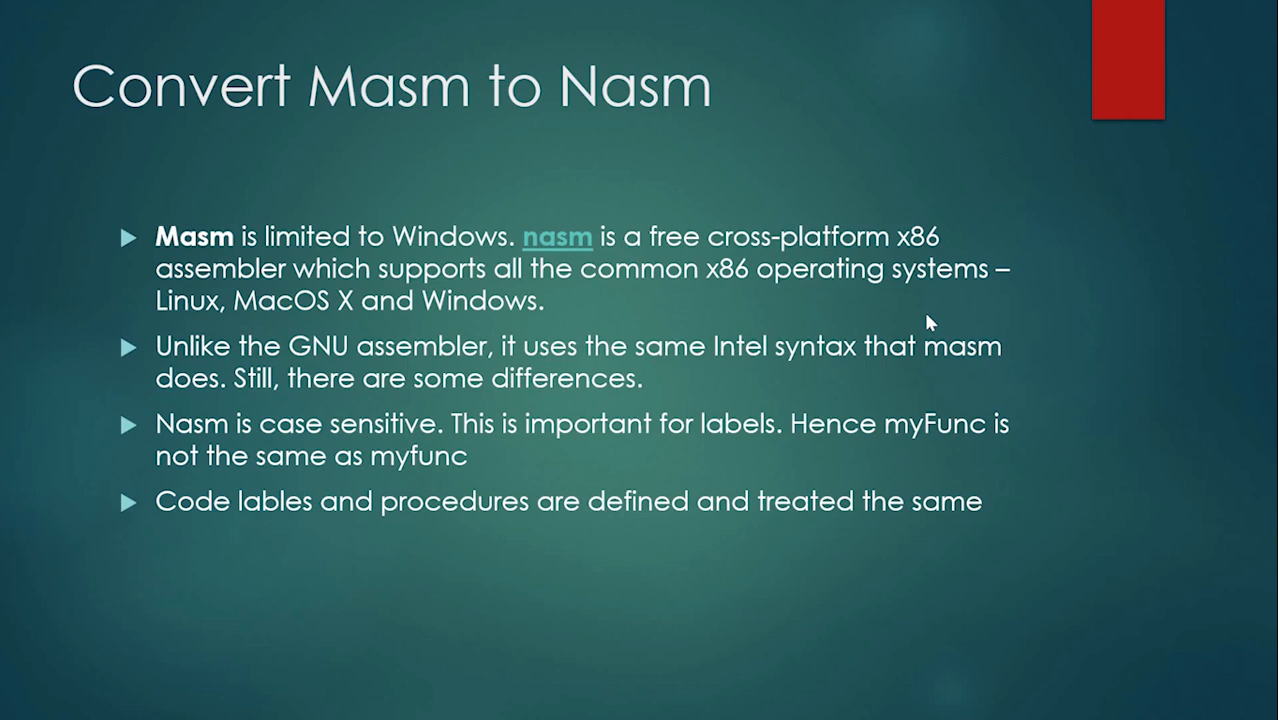 Convert Masm to Nasm
Masm is limited to Windows. nasm is a free cross-platform x86
assembler which supports all the common x86 operating systems –
Linux, MacOS X and Windows.
Unlike the GNU assembler, it uses the same Intel syntax that masm
does. Still, there are some differences.
Nasm is case sensitive. This is important for labels. Hence myFunc is
not the same as myfunc
Code lables and procedures are defined and treated the same